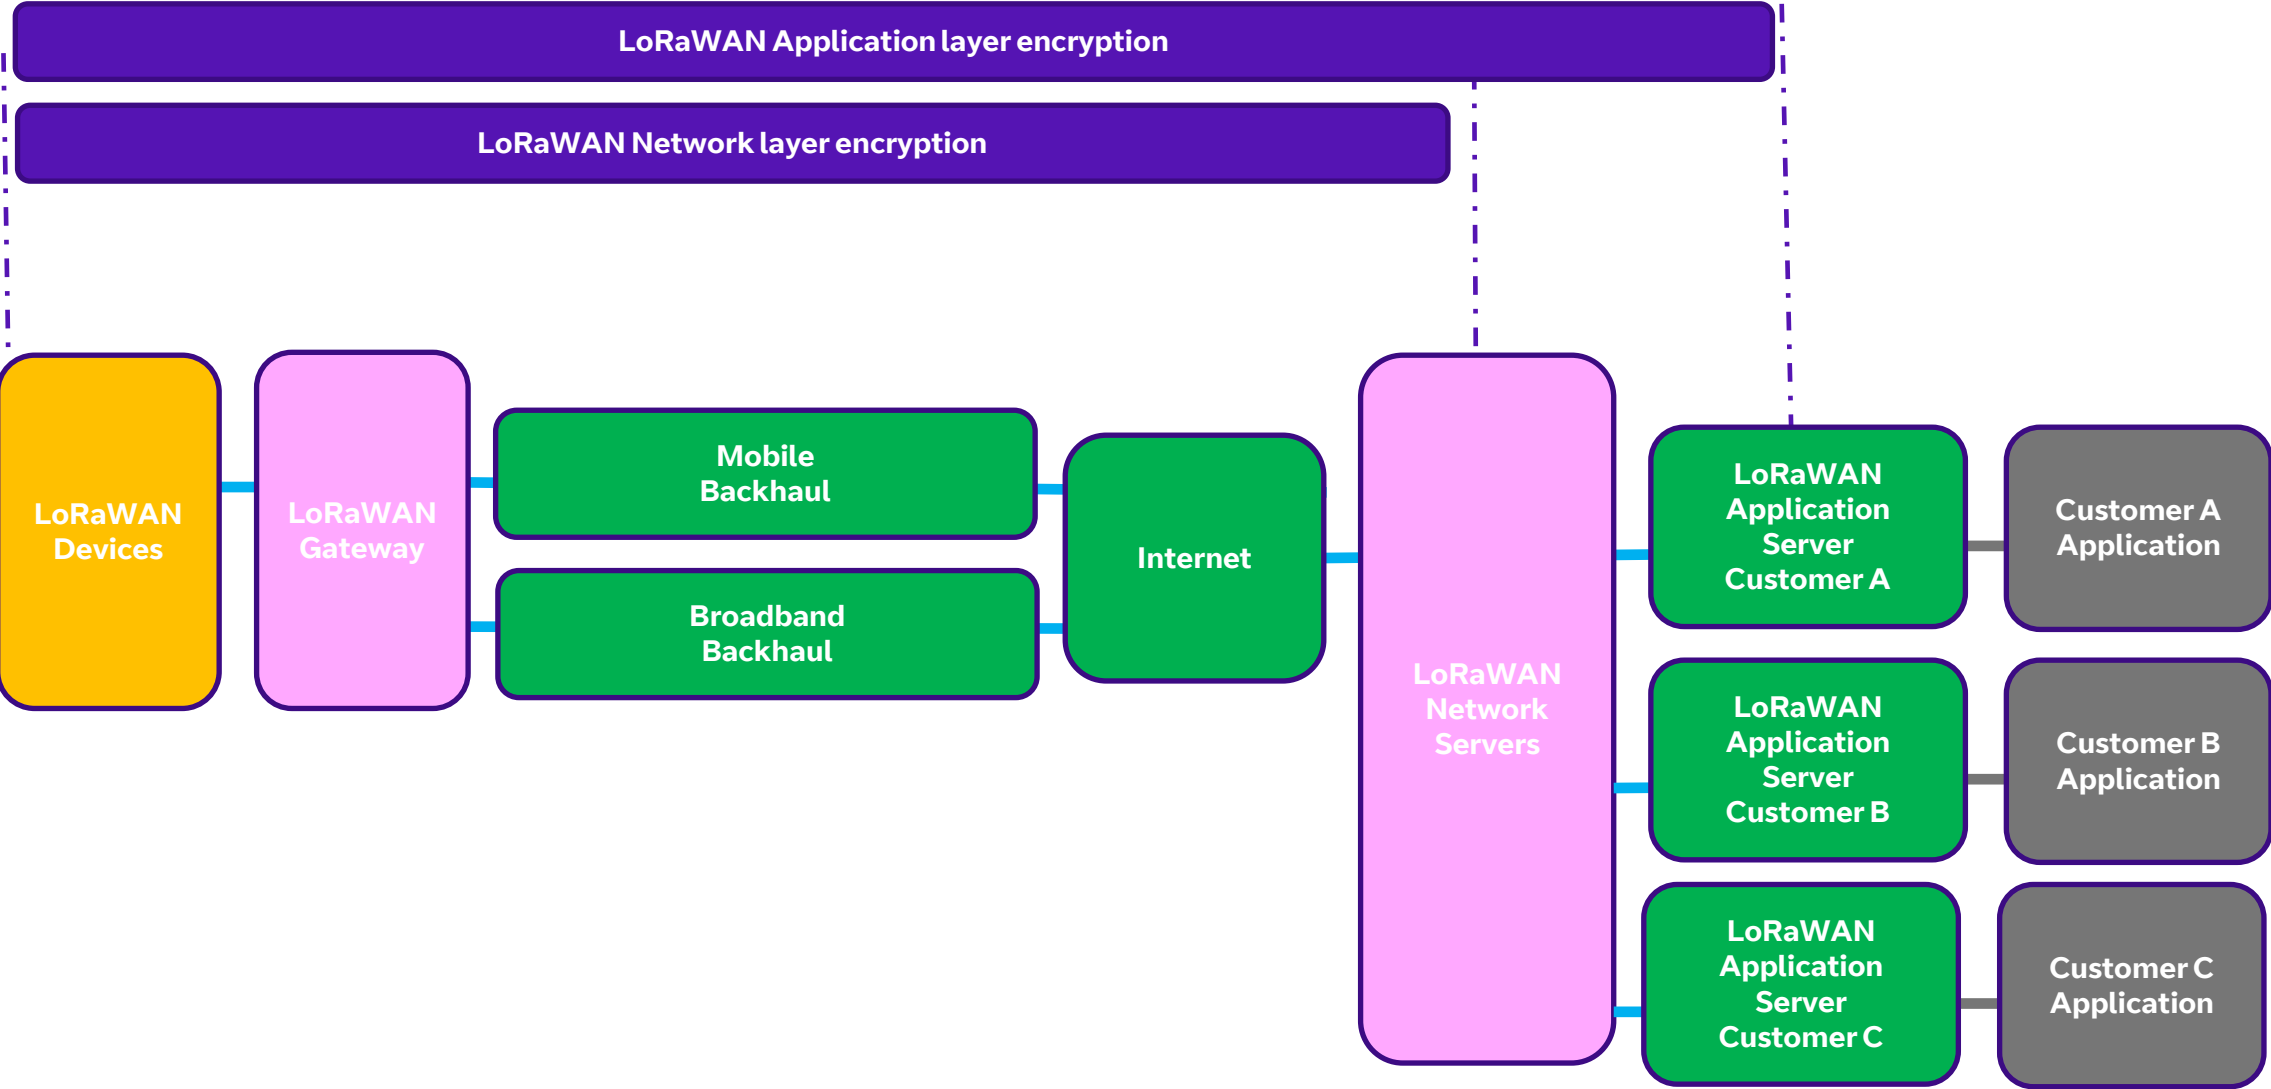 LoRaWAN Application layer encryption
LoRaWAN Network layer encryption
LoRaWAN
Devices
LoRaWAN
Gateway
Mobile
Backhaul
Broadband
Backhaul
Internet
LoRaWAN
Network
Servers
LoRaWAN
Application
Server
Customer A
Customer A
Application
LoRaWAN
Application
Server
Customer B
Customer B
Application
LoRaWAN
Application
Server
Customer C
Customer C
Application